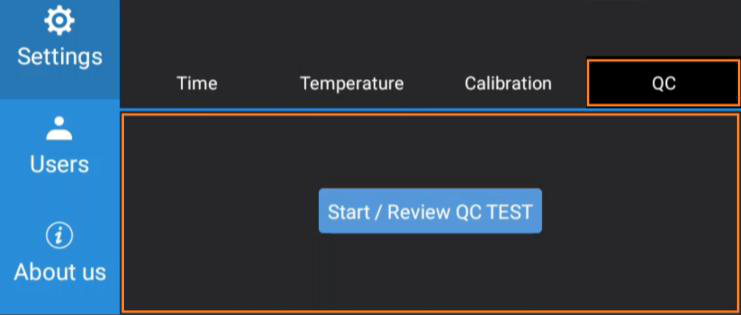 Settings
Time Temperature Calibration QC
Users
Start / Review QC TEST
About us